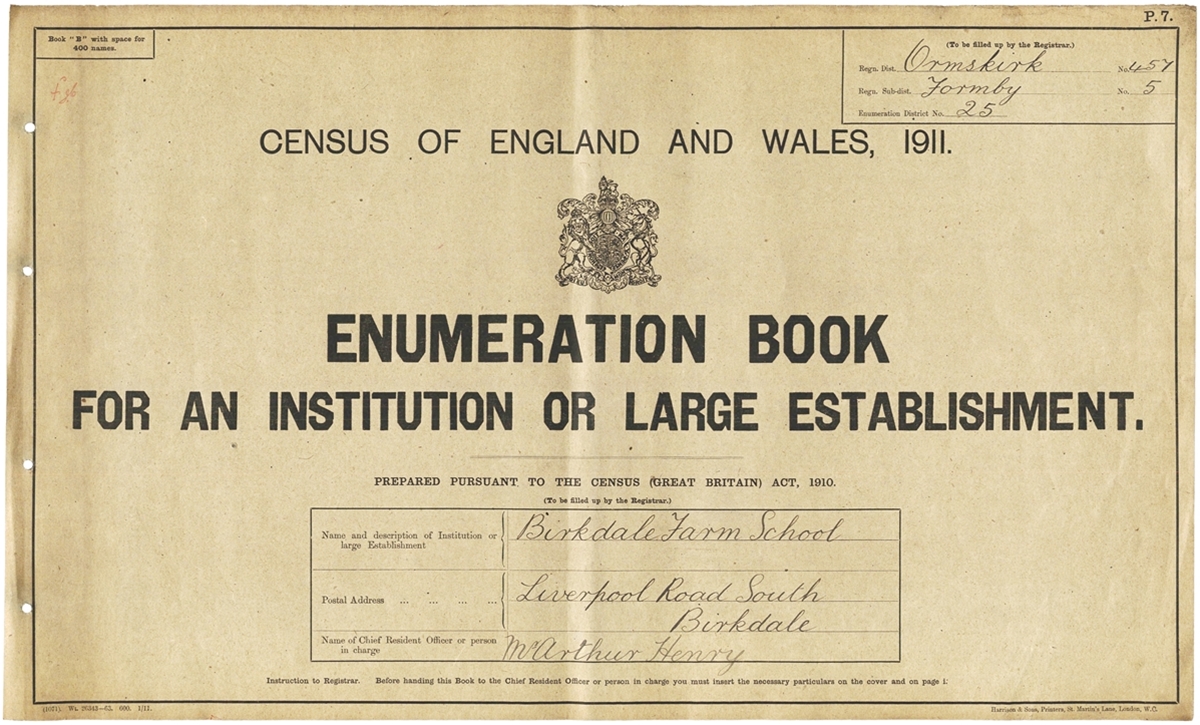 P. 7.
Book "B" with space for
400 names.
(To be filled up by the Registrar.)
Regn. Dist. Ormskirk No. 457
Regn. Sub-dist. Formby No. 5
Enumeration District No. 25
CENSUS OF ENGLAND AND WALES, 1911.
ENUMERATION BOOK
FOR AN INSTITUTION OR LARGE ESTABLISHMENT.
PREPARED PURSUANT TO THE CENSUS (GREAT BRITAIN) ACT, 1910.
(To be filled up by the Registrar.)
Name and description of Institution or
large Establishment
Birkdale Farm School
Postal Address ... ... ... ...
Liverpool Road South
Birkdale
Name of Chief Resident Officer or person
in charge
McArthur Henry
Instruction to Registrar. Before handing this Book to the Chief Resident Officer or person in charge you must insert the necessary particulars on the cover and on page i.
(1071). Wt. 26343—63. 600. 1/11.
Harrison & Sons, Printers, St. Martin's Lane, London, W.C.